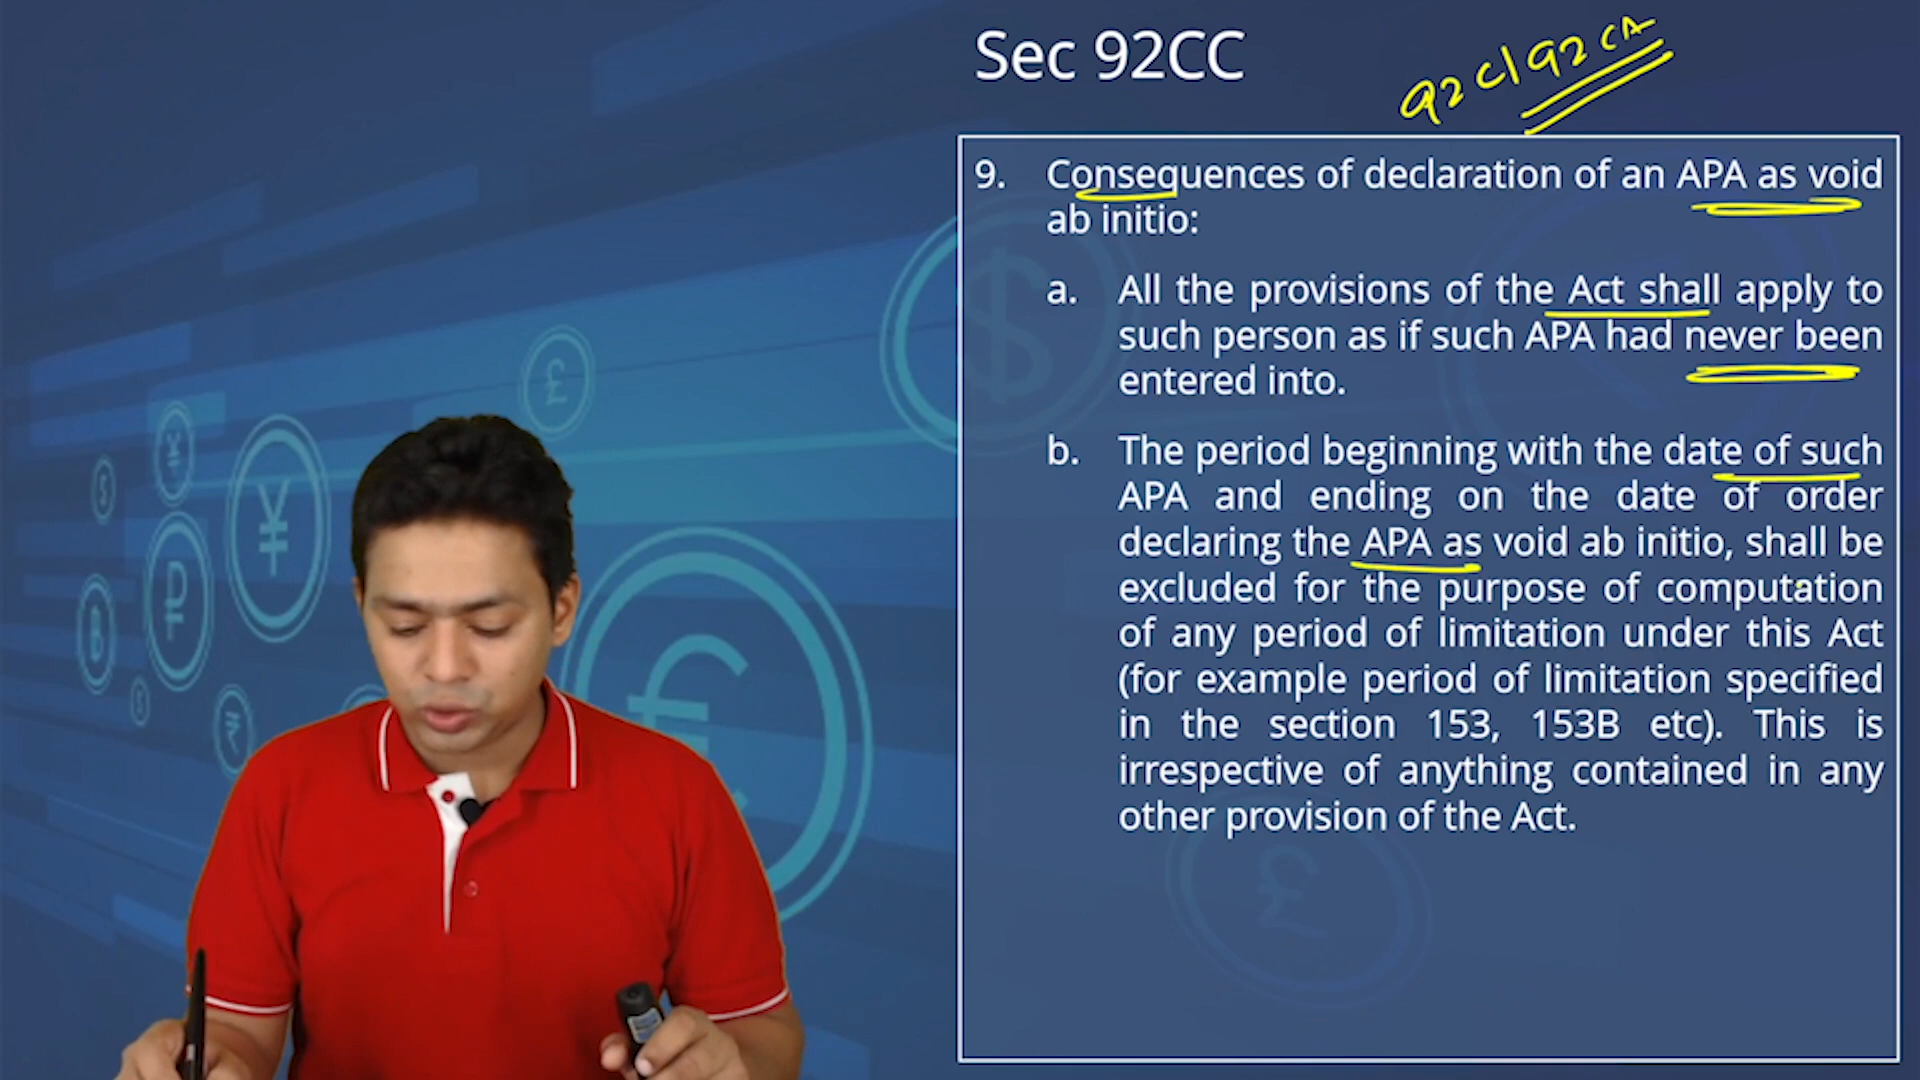 Sec 92CC
92C/92CA
9. Consequences of declaration of an APA as void
ab initio:
a. All the provisions of the Act shall apply to
such person as if such APA had never been
entered into.
b. The period beginning with the date of such
APA and ending on the date of order
declaring the APA as void ab initio, shall be
excluded for the purpose of computation
of any period of limitation under this Act
(for example period of limitation specified
in the section 153, 153B etc). This is
irrespective of anything contained in any
other provision of the Act.